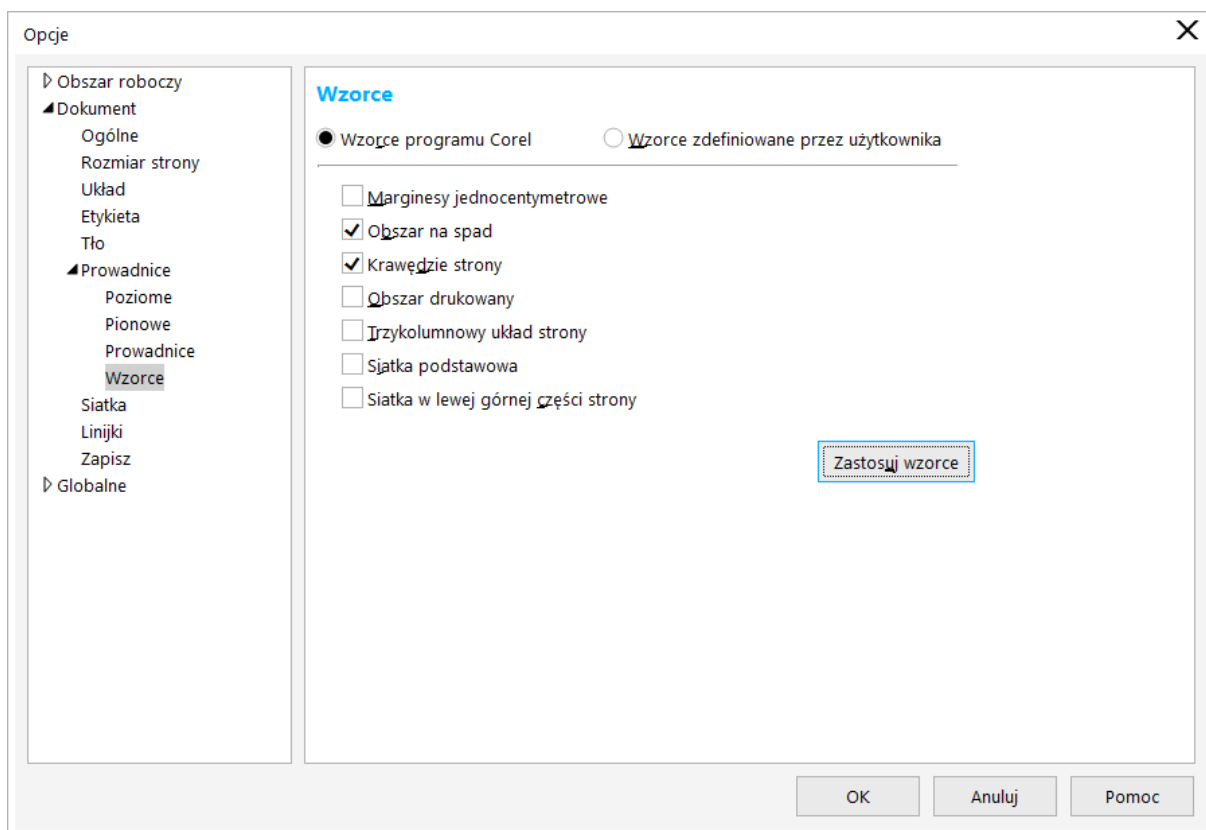 Opcje
Obszar roboczy
Dokument
Ogólne
Rozmiar strony
Układ
Etykieta
Tło
Prowadnice
Poziome
Pionowe
Prowadnice
Wzorce
Siatka
Linijki
Zapisz
Globalne
Wzorce
Wzorce programu Corel Wzorce zdefiniowane przez użytkownika
Marginesy jednocentymetrowe
Obszar na spad
Krawędzie strony
Obszar drukowany
Trzykolumnowy układ strony
Siatka podstawowa
Siatka w lewej górnej części strony
Zastosuj wzorce
OK Anuluj Pomoc